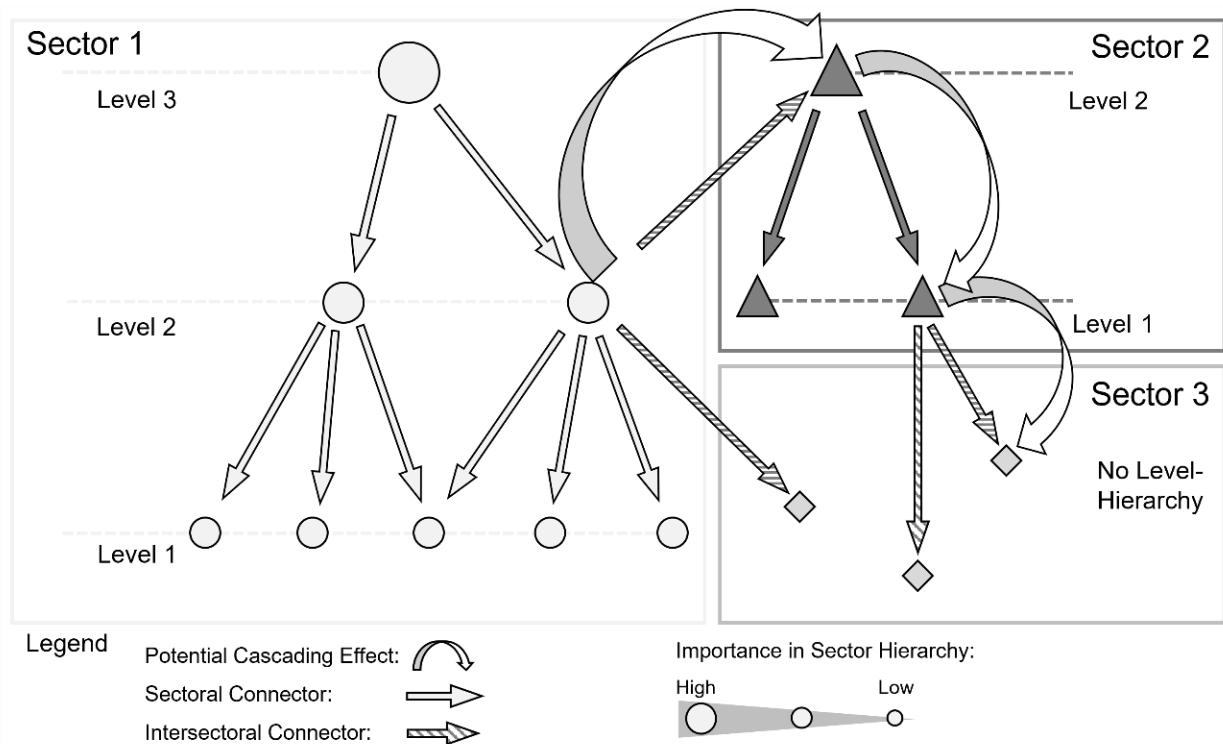 Sector 1
Level 3
Level 2
Level 1
Sector 2
Level 2
Level 1
Sector 3
No Level-
Hierarchy
Legend
Potential Cascading Effect:
Sectoral Connector:
Intersectoral Connector:
Importance in Sector Hierarchy:
High
Low